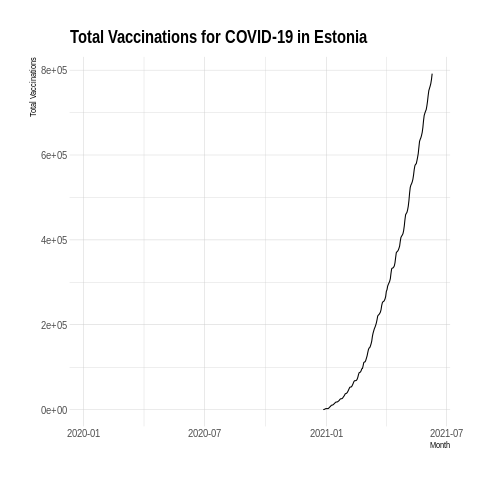 Total Vaccinations for COVID-19 in Estonia
Total Vaccinations
8e+05
6e+05
4e+05
2e+05
0e+00
2020-01 2020-07 2021-01 2021-07
Month